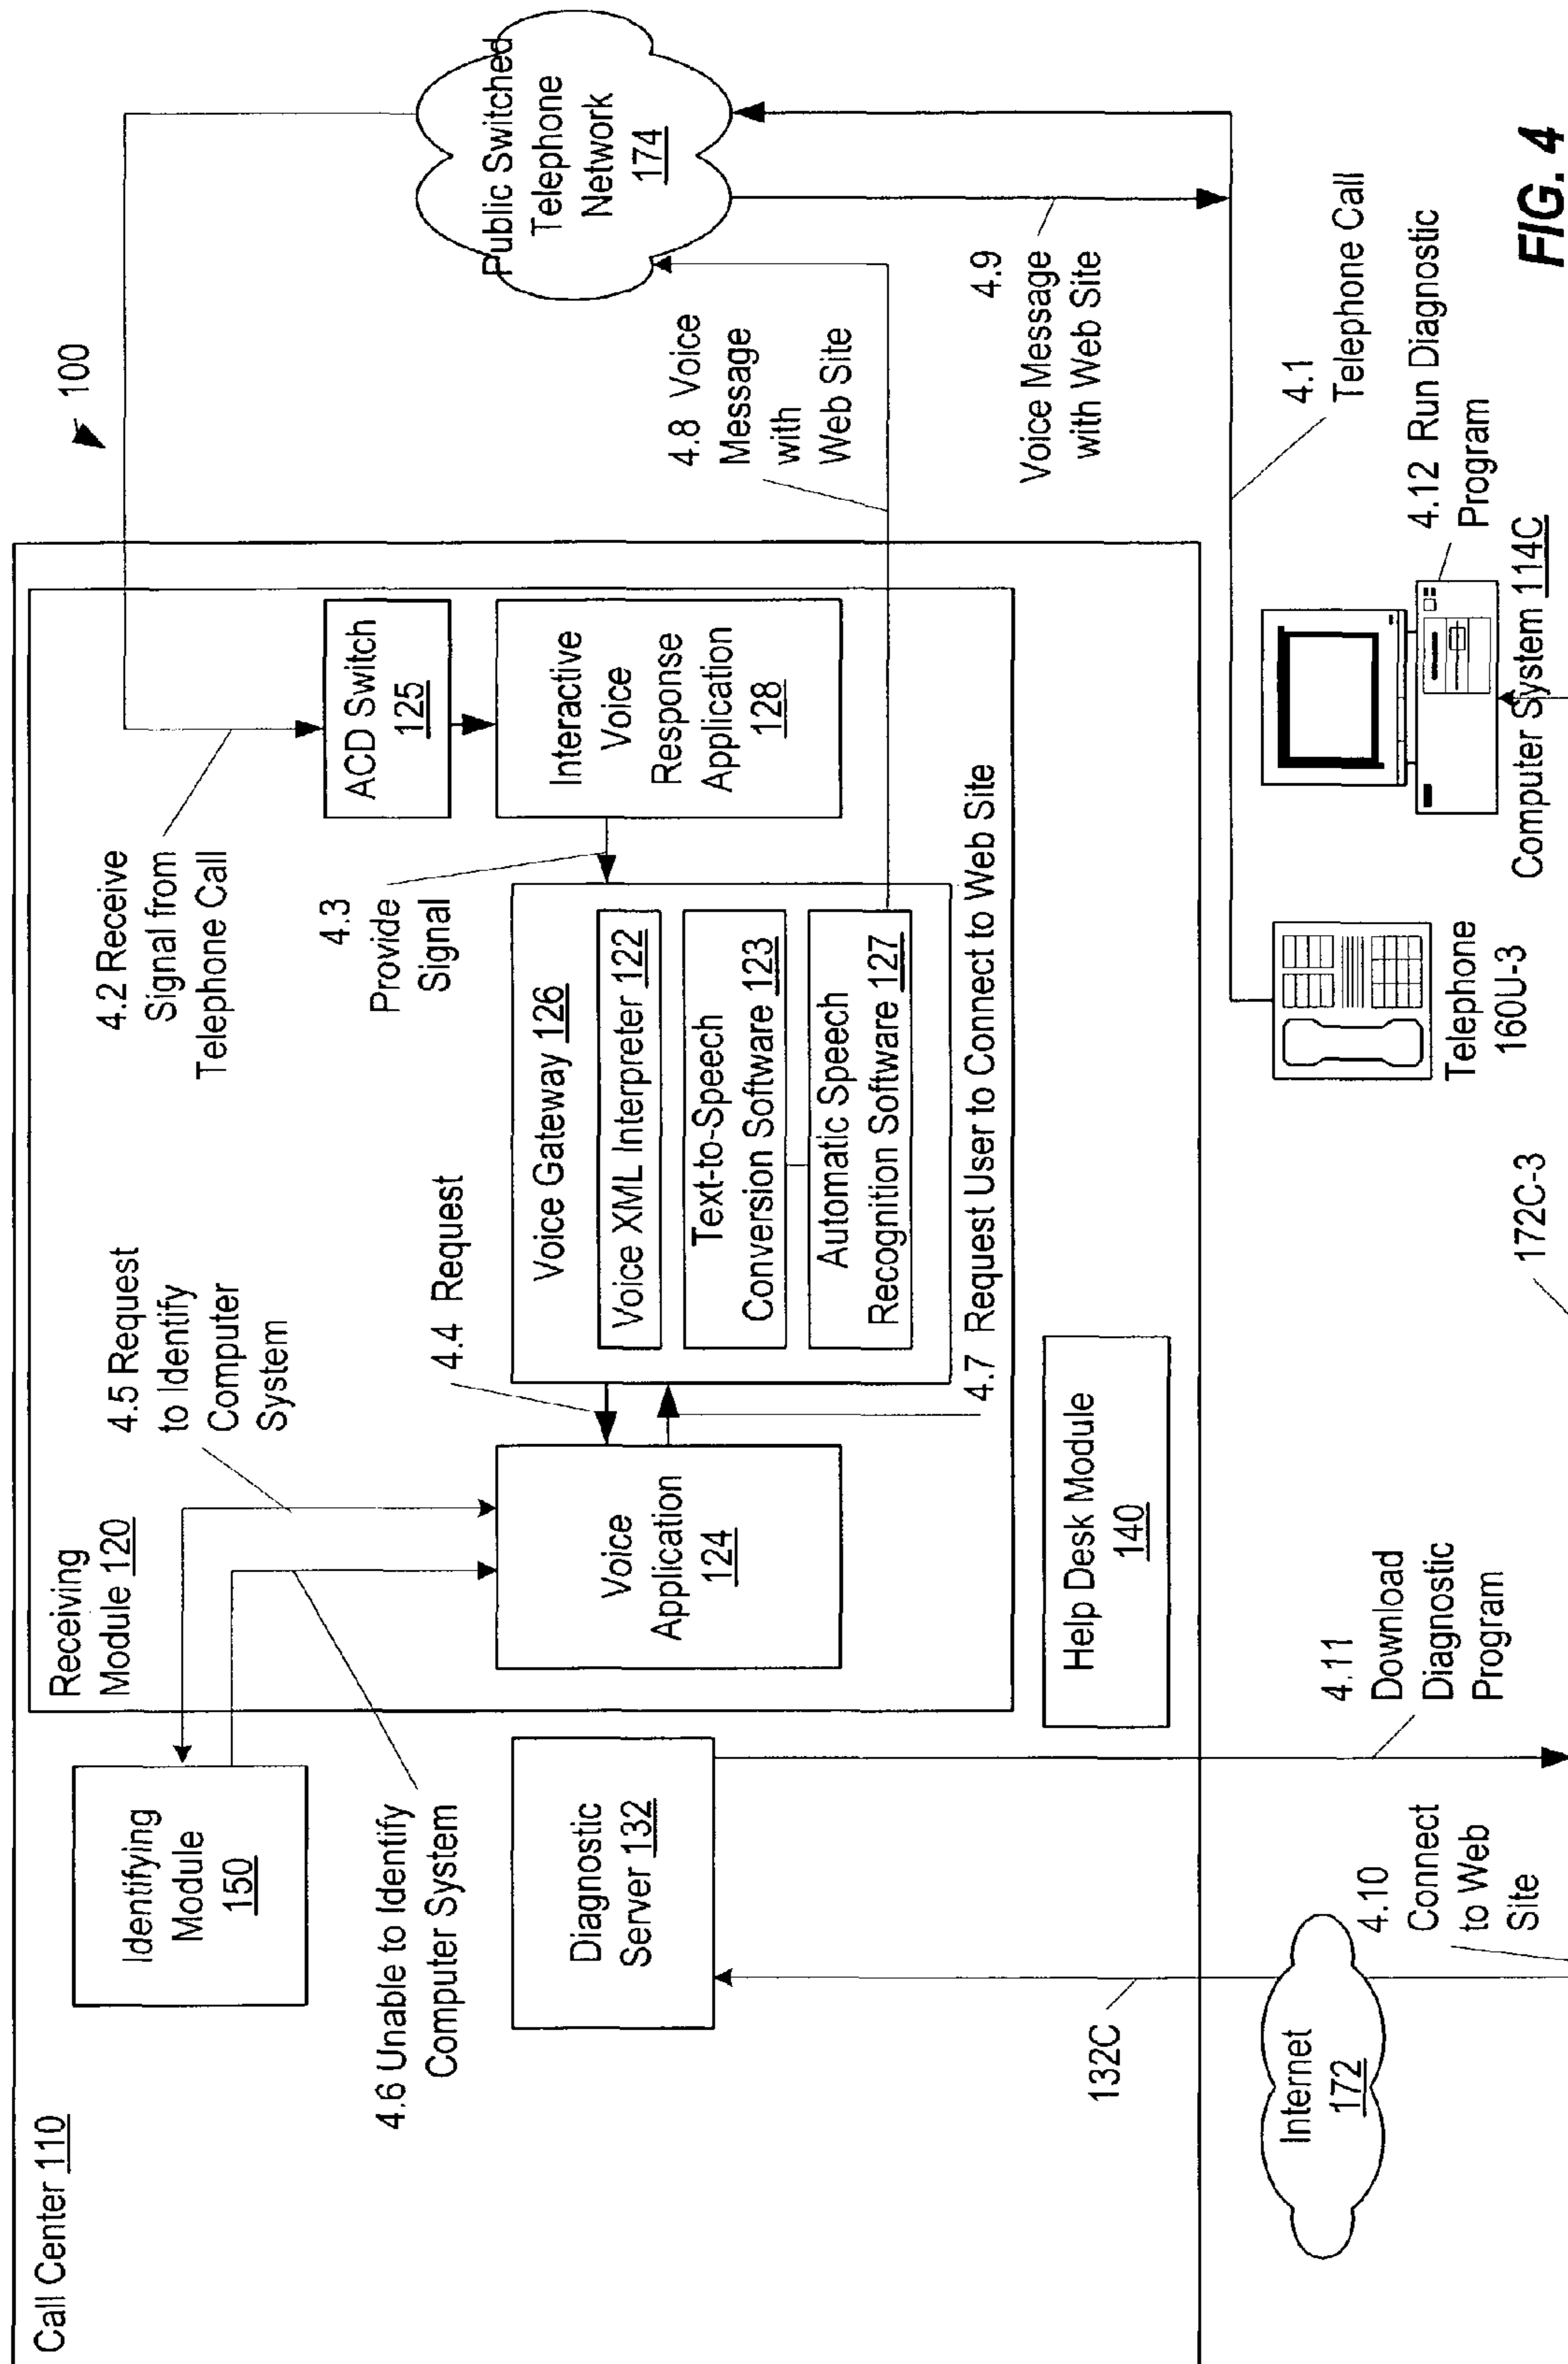 Call Center 110
100
Receiving
Module 120
Identifying
Module
150
4.5 Request
to Identify
Computer
System
4.2 Receive
Signal from
Telephone Call
ACD Switch
125
Public Switched
Telephone
Network
174
4.6 Unable to Identify
Computer System
4.4 Request
4.3
Provide
Signal
Interactive
Voice
Response
Application
128
4.8 Voice
Message
with
Web Site
Voice
Application
124
Voice Gateway 126
Voice XML Interpreter 122
Text-to-Speech
Conversion Software 123
Automatic Speech
Recognition Software 127
Diagnostic
Server 132
4.7 Request User to Connect to Web Site
4.9
Voice Message
with Web Site
Help Desk Module
140
132C
Internet
172
4.10
Connect
to Web
Site
4.11
Download
Diagnostic
Program
172C-3
Telephone
160U-3
Computer System 114C
4.12 Run Diagnostic
Program
4.1
Telephone Call
FIG. 4